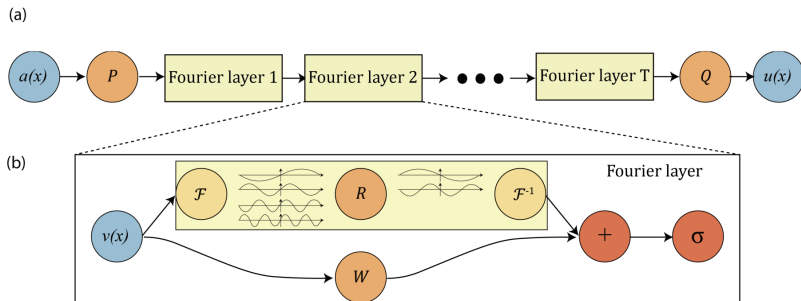 (a)
a(x) P Fourier layer 1 Fourier layer 2 ••• Fourier layer T Q u(x)
(b)
Fourier layer
ℱ R ℱ⁻¹
v(x) + σ
W